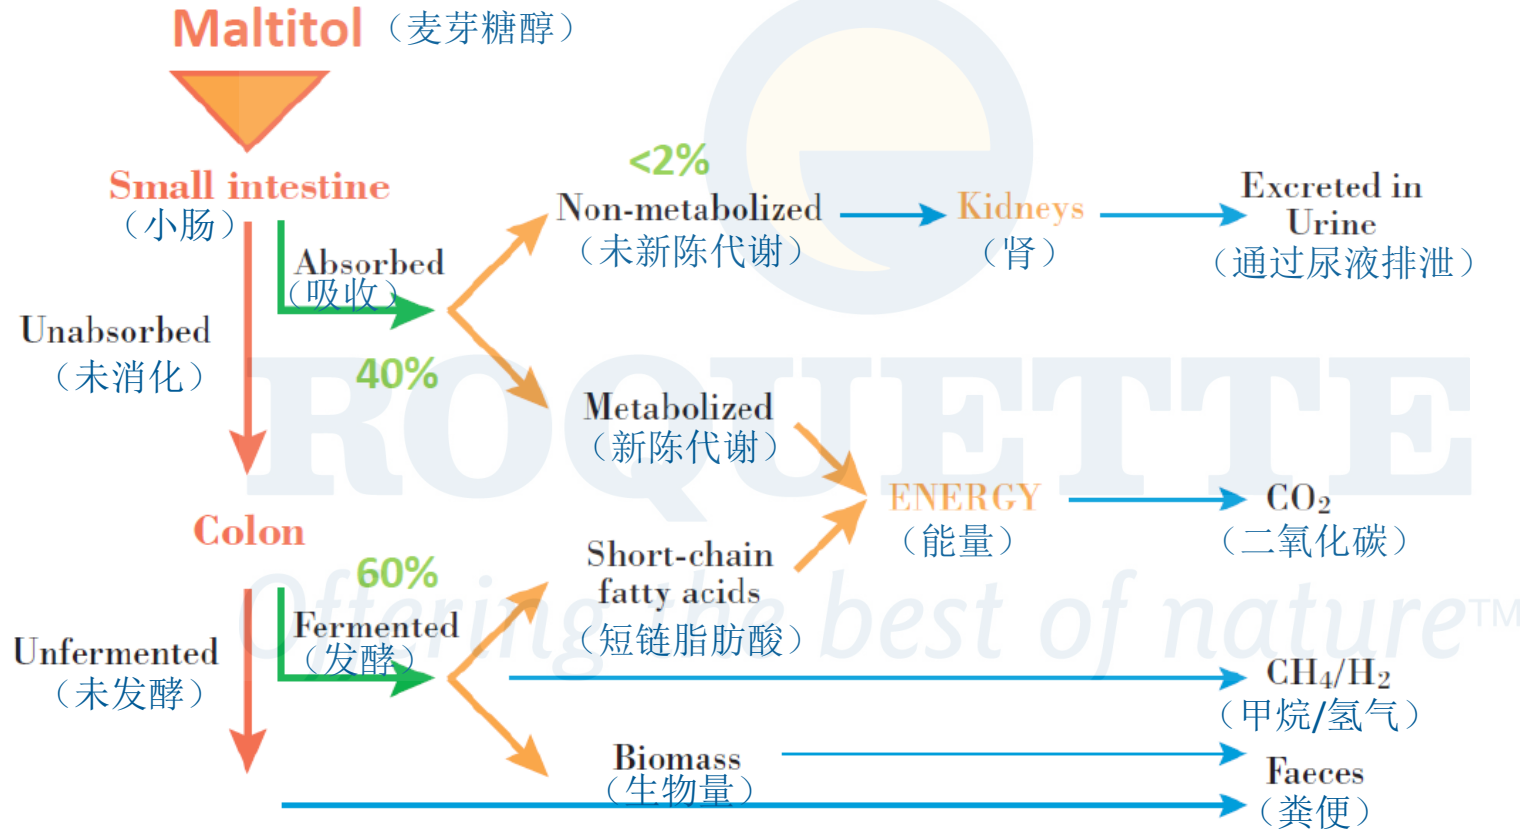 Maltitol（麦芽糖醇）
Small intestine
（小肠）
<2%
Non-metabolized
（未新陈代谢）
Kidneys
（肾）
Excreted in
Urine
（通过尿液排泄）
Absorbed
（吸收）
Unabsorbed
（未消化）
40%
Metabolized
（新陈代谢）
ROQUETTE
Offering the best of nature™
ENERGY
（能量）
CO₂
（二氧化碳）
Colon
60%
Short-chain
fatty acids
（短链脂肪酸）
Fermented
（发酵）
Unfermented
（未发酵）
CH₄/H₂
（甲烷/氢气）
Biomass
（生物量）
Faeces
（粪便）